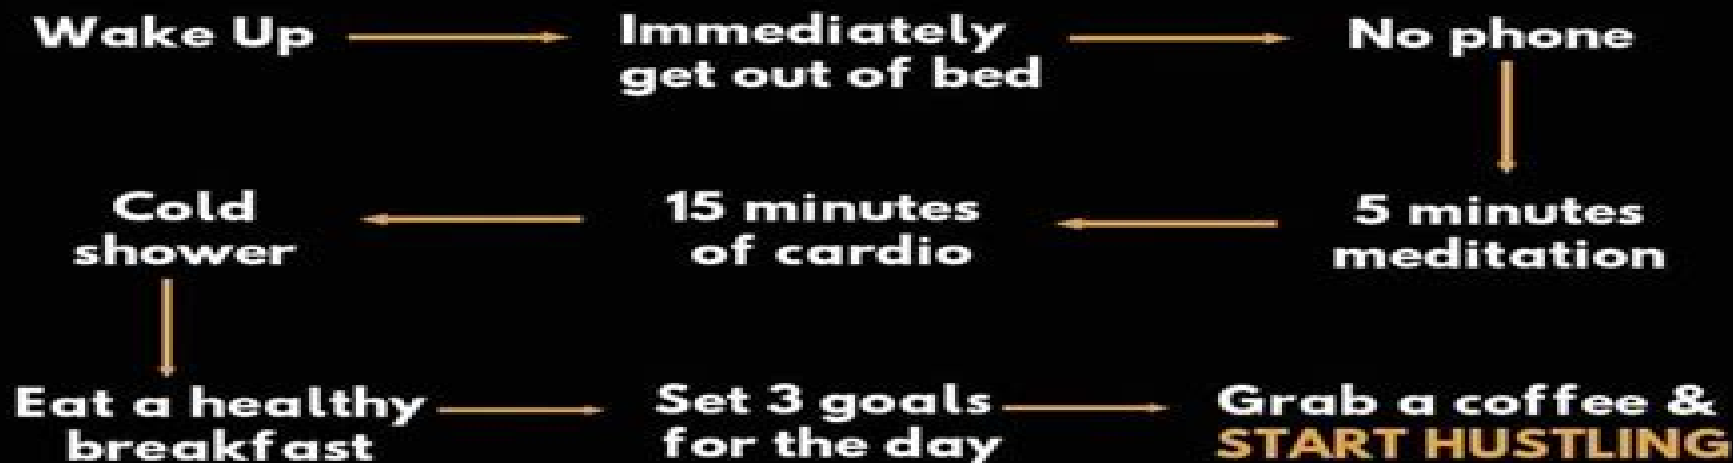 Wake Up
Immediately
get out of bed
No phone
5 minutes
meditation
15 minutes
of cardio
Cold
shower
Eat a healthy
breakfast
Set 3 goals
for the day
Grab a coffee &
START HUSTLING